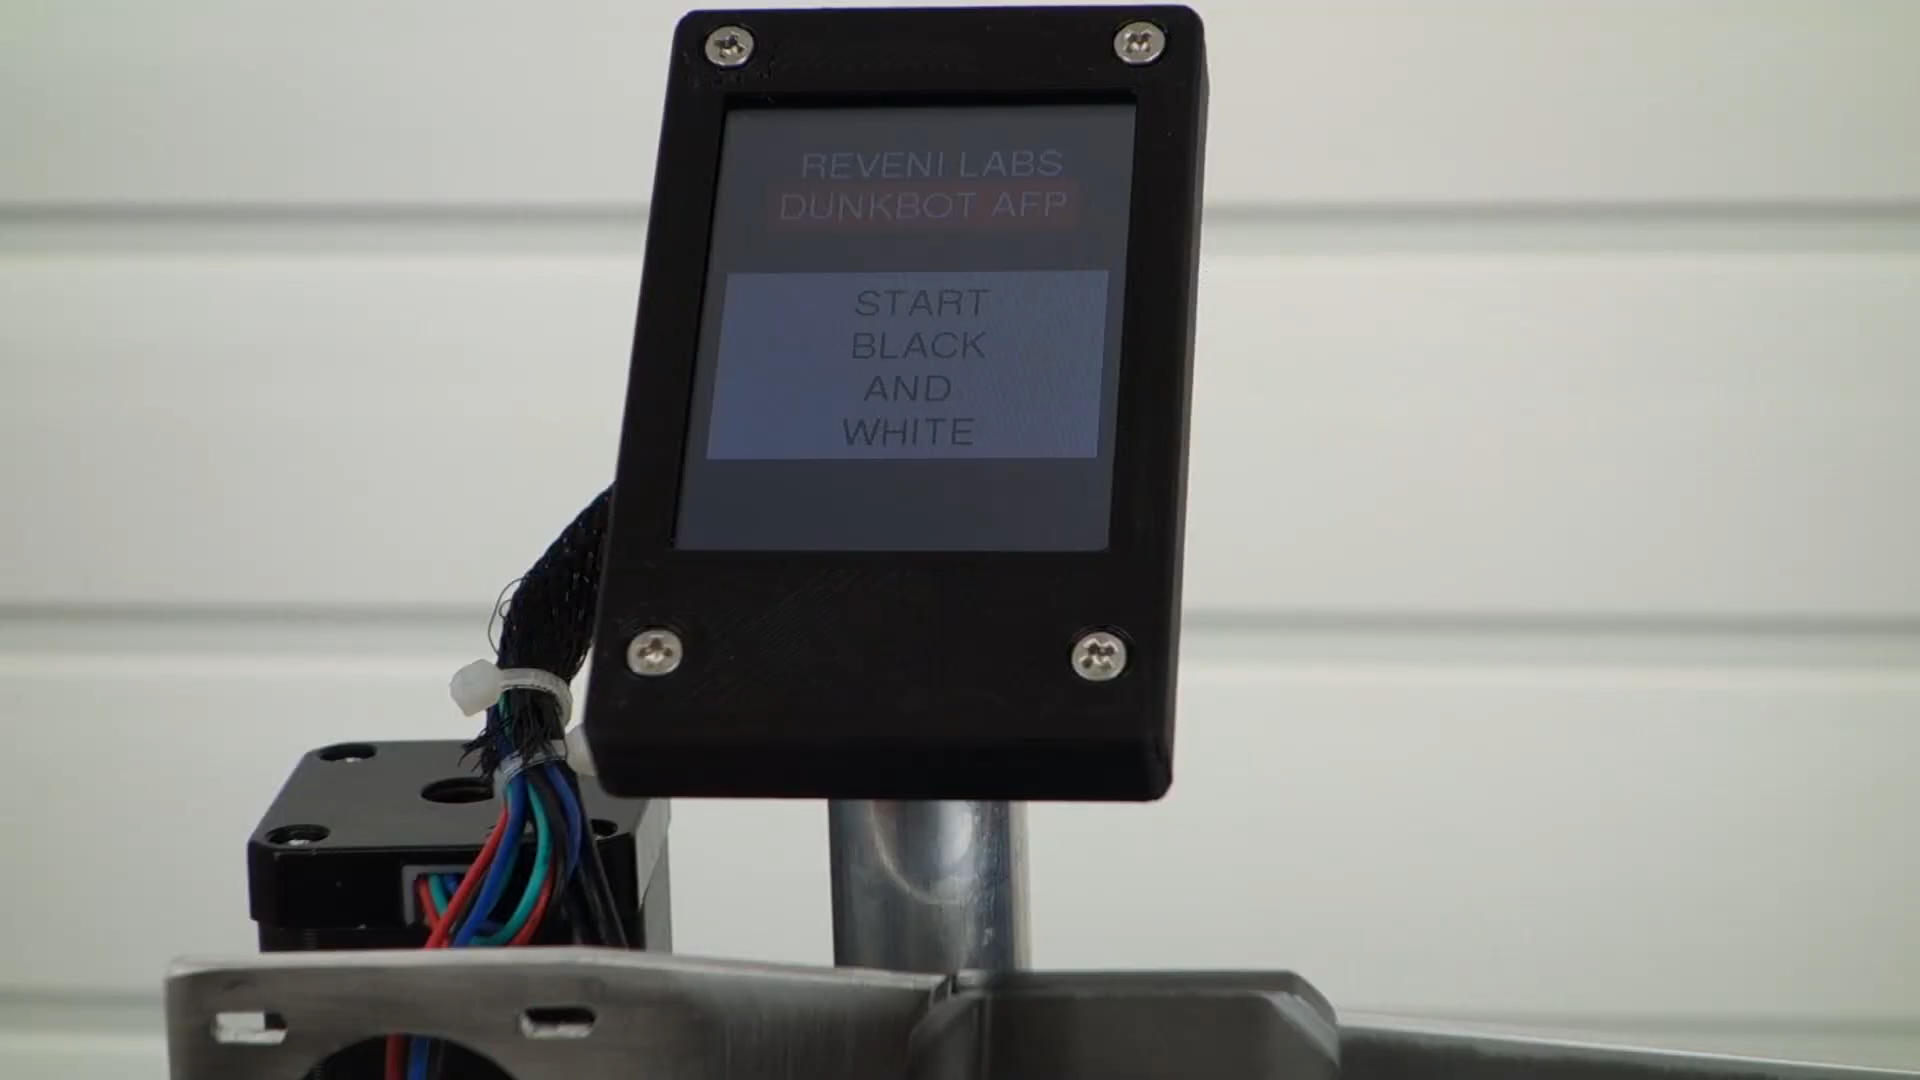 REVENI LABS
DUNKBOT AFP
START
BLACK
AND
WHITE